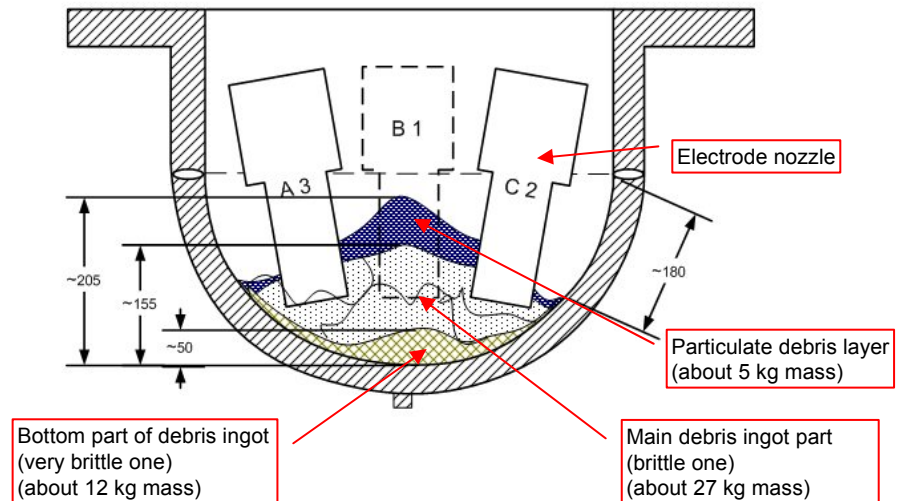 B 1
A 3
C 2
Electrode nozzle
~205
~155
~50
~180
Particulate debris layer
(about 5 kg mass)
Bottom part of debris ingot
(very brittle one)
(about 12 kg mass)
Main debris ingot part
(brittle one)
(about 27 kg mass)